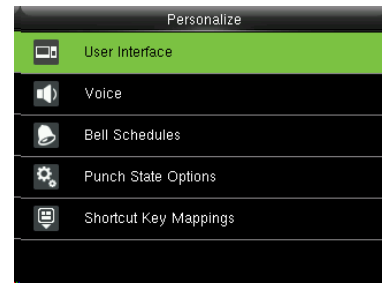 Personalize
User Interface
Voice
Bell Schedules
Punch State Options
Shortcut Key Mappings